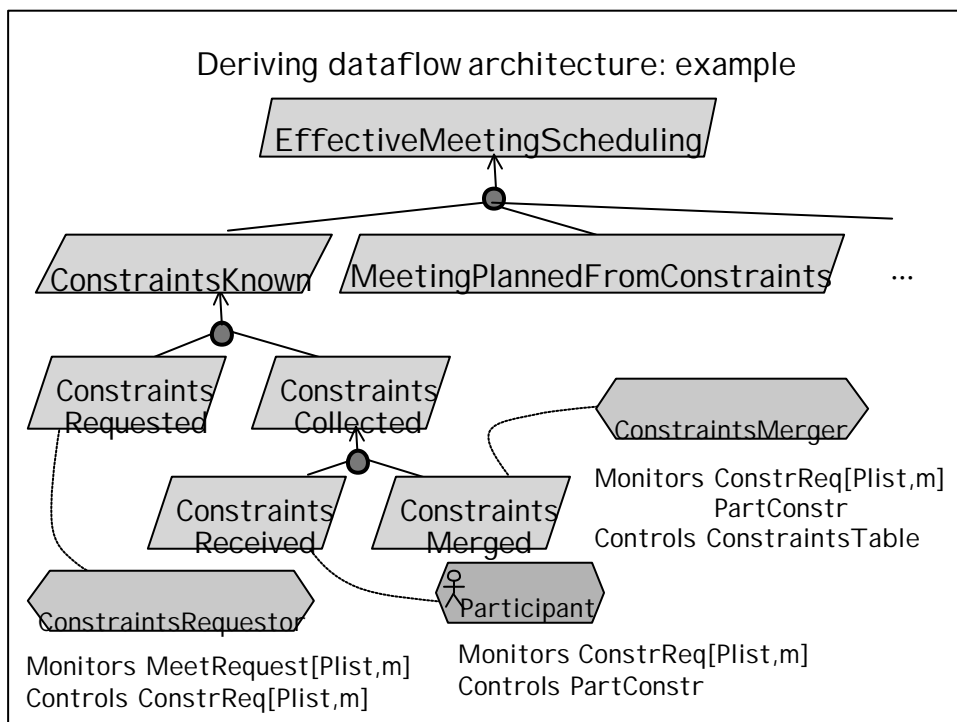 Deriving dataflow architecture: example
EffectiveMeetingScheduling
ConstraintsKnown
MeetingPlannedFromConstraints
...
Constraints
Requested
Constraints
Collected
ConstraintsMerger
Monitors ConstrReq[Plist,m]
PartConstr
Controls ConstraintsTable
Constraints
Received
Constraints
Merged
ConstraintsRequestor
Monitors MeetRequest[Plist,m]
Controls ConstrReq[Plist,m]
Participant
Monitors ConstrReq[Plist,m]
Controls PartConstr